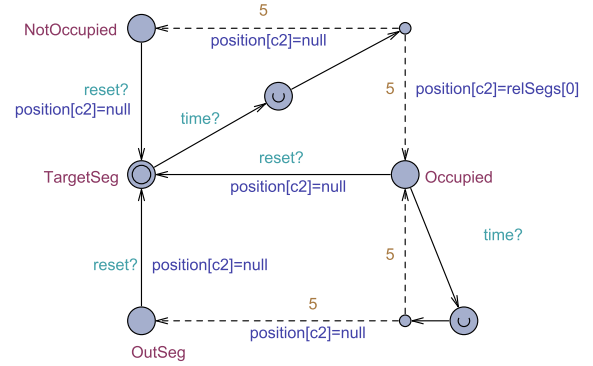 5
NotOccupied
position[c2]=null
reset?
position[c2]=null
5
position[c2]=relSegs[0]
time?
reset?
TargetSeg
Occupied
position[c2]=null
time?
5
reset?
position[c2]=null
5
position[c2]=null
OutSeg